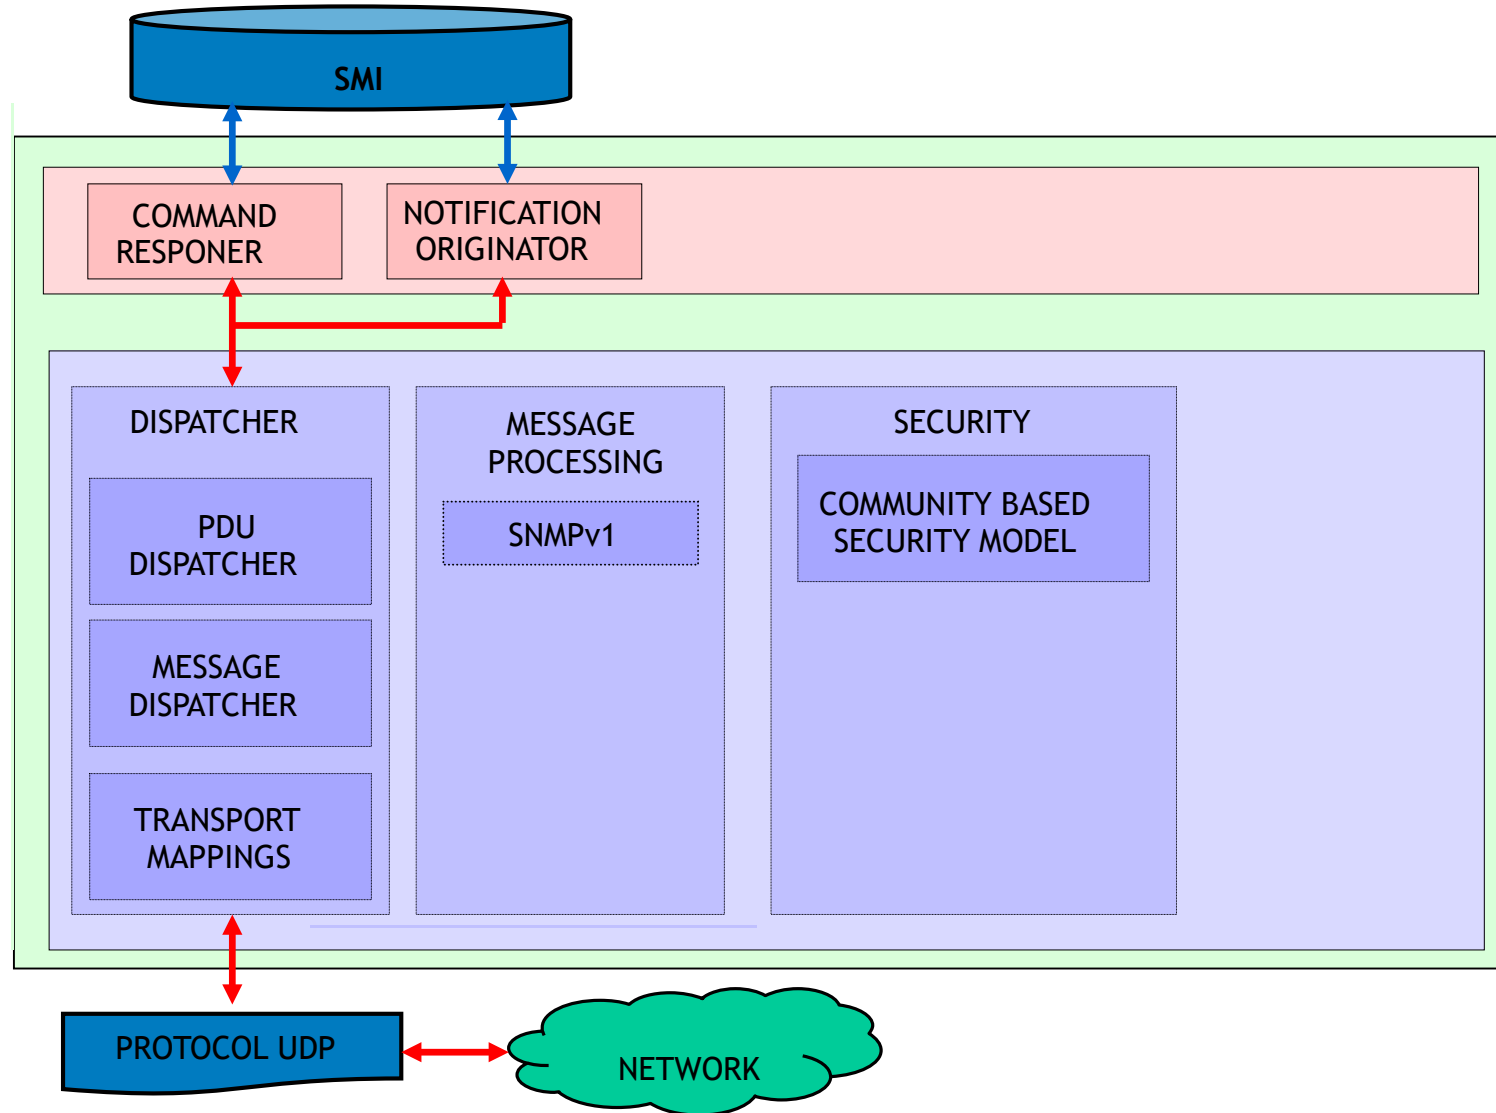 SMI
COMMAND
RESPONER
NOTIFICATION
ORIGINATOR
DISPATCHER
PDU
DISPATCHER
MESSAGE
DISPATCHER
TRANSPORT
MAPPINGS
MESSAGE
PROCESSING
SNMPv1
SECURITY
COMMUNITY BASED
SECURITY MODEL
PROTOCOL UDP
NETWORK